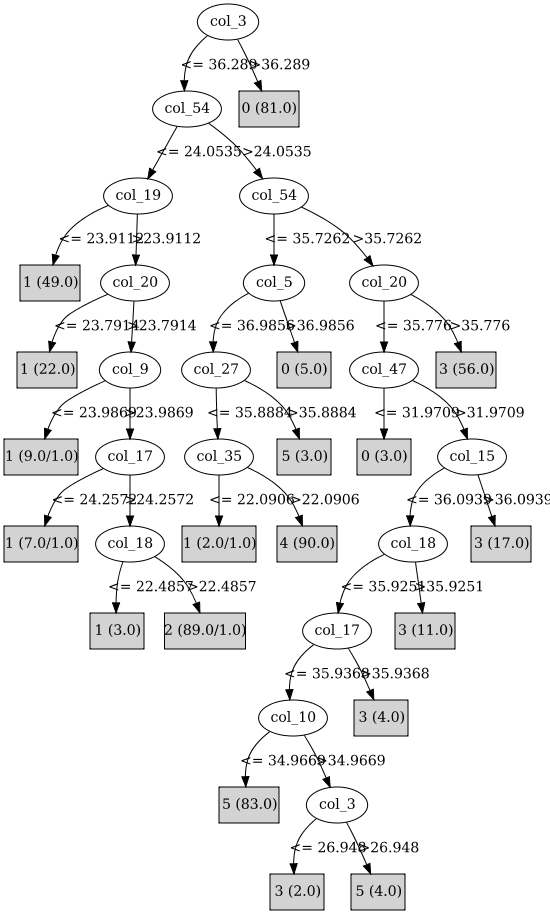 col_3
<= 36.289 >36.289
col_54 0 (81.0)
<= 24.0535 >24.0535
col_19 col_54
<= 23.9112 >23.9112 <= 35.7262 >35.7262
1 (49.0) col_20 col_5 col_20
<= 23.7914 >23.7914 <= 36.9856 >36.9856 <= 35.776 >35.776
1 (22.0) col_9 col_27 0 (5.0) col_47 3 (56.0)
<= 23.9869 >23.9869 <= 35.8884 >35.8884 <= 31.9709 >31.9709
1 (9.0/1.0) col_17 col_35 5 (3.0) 0 (3.0) col_15
<= 24.2572 >24.2572 <= 22.0906 >22.0906 <= 36.0939 >36.0939
1 (7.0/1.0) col_18 1 (2.0/1.0) 4 (90.0) col_18 3 (17.0)
<= 22.4857 >22.4857 <= 35.9251 >35.9251
1 (3.0) 2 (89.0/1.0) col_17 3 (11.0)
<= 35.9368 >35.9368
col_10 3 (4.0)
<= 34.9669 >34.9669
5 (83.0) col_3
<= 26.948 >26.948
3 (2.0) 5 (4.0)